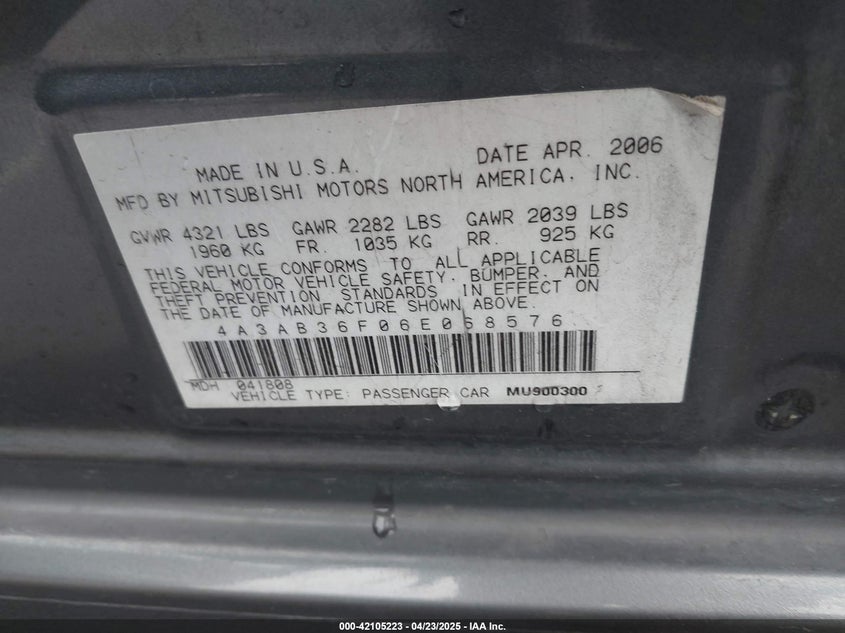 MADE IN U.S.A. DATE APR. 2006
MFD BY MITSUBISHI MOTORS NORTH AMERICA, INC.
GVWR 4321 LBS GAWR 2282 LBS GAWR 2039 LBS
1960 KG FR. 1035 KG RR. 925 KG
THIS VEHICLE CONFORMS TO ALL APPLICABLE
FEDERAL MOTOR VEHICLE SAFETY, BUMPER, AND
THEFT PREVENTION STANDARDS IN EFFECT ON
THE DATE OF MANUFACTURE SHOWN ABOVE.
4A3AB36F06E068576
MDH 041808
VEHICLE TYPE: PASSENGER CAR MU900300
000-42105223 - 04/23/2025 - IAA Inc.